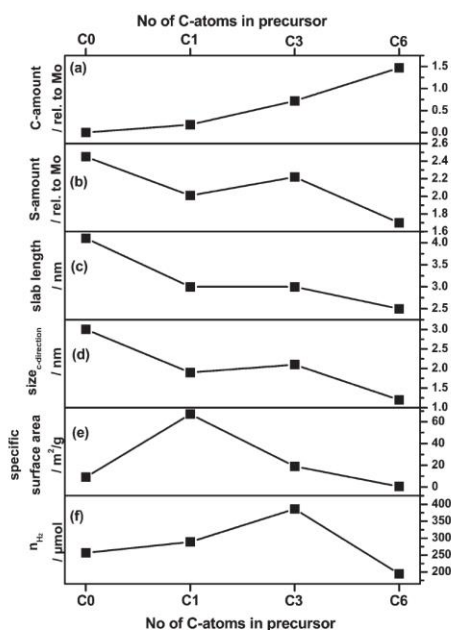 No of C-atoms in precursor
C0 C1 C3 C6
(a)
C-amount
/ rel. to Mo
1.5
1.0
0.5
0.0
(b)
S-amount
/ rel. to Mo
2.6
2.4
2.2
2.0
1.8
1.6
(c)
slab length
/ nm
4.0
3.5
3.0
2.5
(d)
size c-direction
/ nm
3.0
2.5
2.0
1.5
1.0
(e)
specific
surface area
/ m²/g
60
40
20
0
(f)
nH₂
/ µmol
400
350
300
250
200
C0 C1 C3 C6
No of C-atoms in precursor